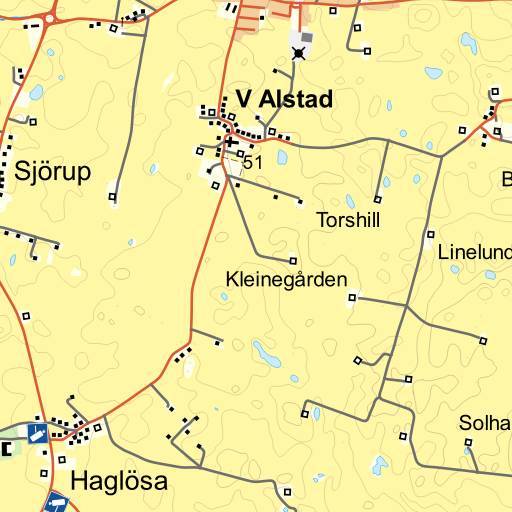 V Alstad
51
Sjörup
B
Torshill
Linelund
Kleinegården
Solha
Haglösa